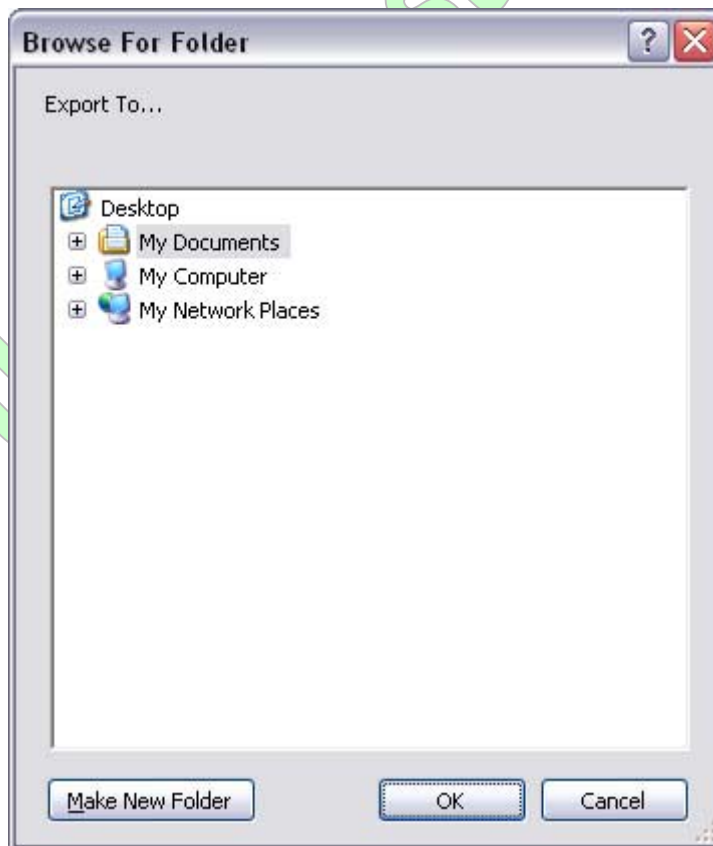 Browse For Folder
Export To...
Desktop
My Documents
My Computer
My Network Places
Make New Folder OK Cancel